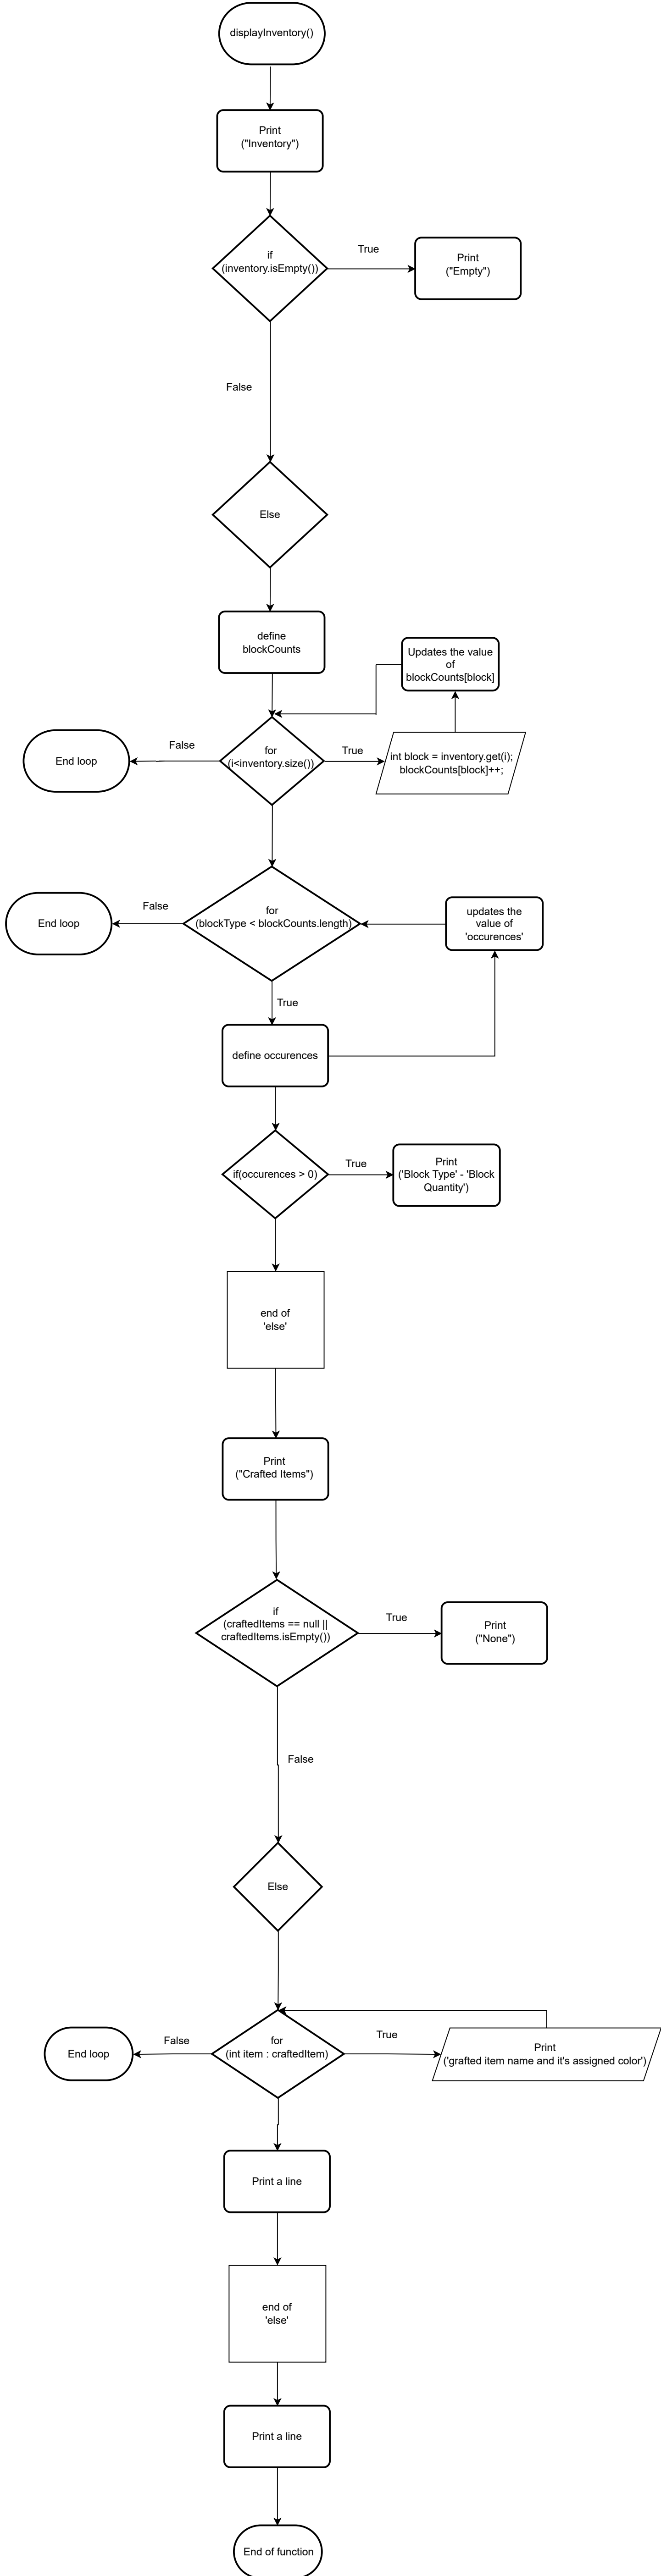 displayInventory()
Print
("Inventory")
if
(inventory.isEmpty())
True
Print
("Empty")
False
Else
define
blockCounts
Updates the value
of
blockCounts[block]
False
End loop
for
(i<inventory.size())
True
int block = inventory.get(i);
blockCounts[block]++;
False
End loop
for
(blockType < blockCounts.length)
updates the
value of
'occurences'
True
define occurences
if(occurences > 0)
True
Print
('Block Type' - 'Block
Quantity')
end of
'else'
Print
("Crafted Items")
if
(craftedItems == null ||
craftedItems.isEmpty())
True
Print
("None")
False
Else
False
End loop
for
(int item : craftedItem)
True
Print
('grafted item name and it's assigned color')
Print a line
end of
'else'
Print a line
End of function